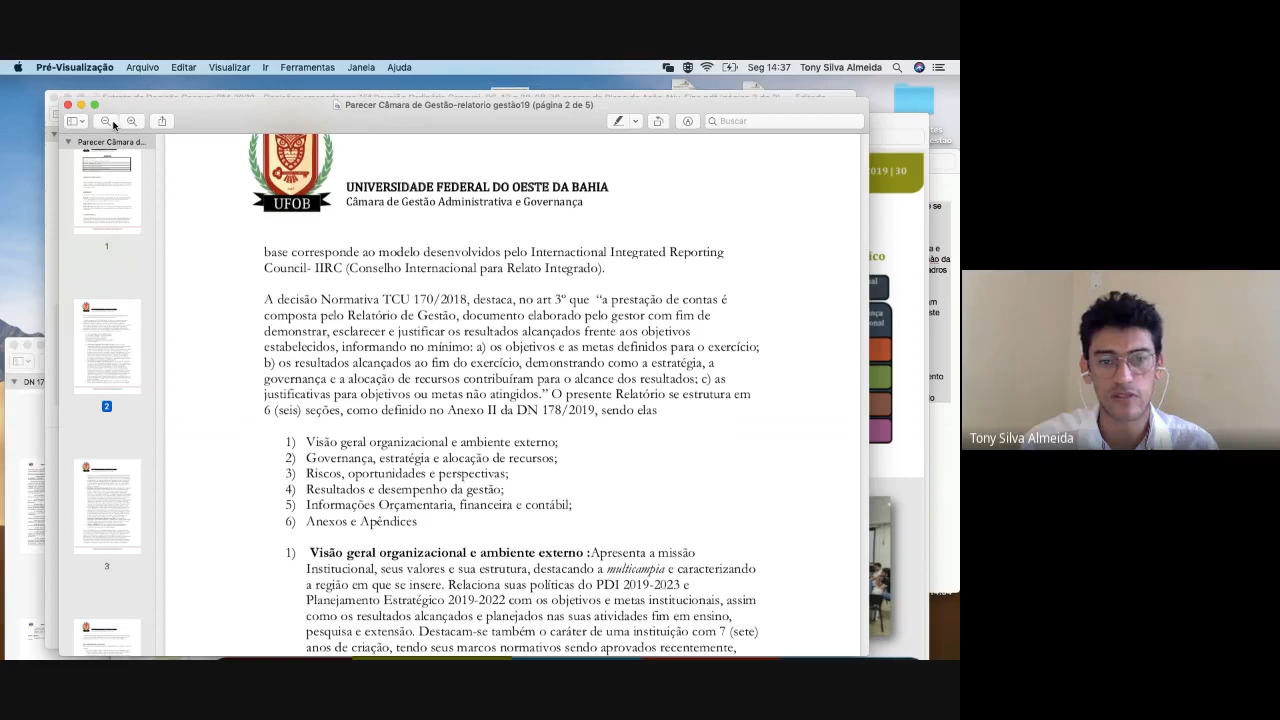 Pré-Visualização Arquivo Editar Visualizar Ir Ferramentas Janela Ajuda
Seg 14:37 Tony Silva Almeida
Parecer Câmara de Gestão-relatorio gestão19 (página 2 de 5)
Buscar
Parecer Câmara d...
1
2
3
DN 17
2019 | 30
UFOB
UNIVERSIDADE FEDERAL DO OESTE DA BAHIA
Câmara de Gestão Administrativa e Governança
base corresponde ao modelo desenvolvidos pelo Internactional Integrated Reporting
Council- IIRC (Conselho Internacional para Relato Integrado).
A decisão Normativa TCU 170/2018, destaca, no art 3º que “a prestação de contas é
composta pelo Relatório de Gestão, documento elaborado pelo gestor com fim de
demonstrar, esclarecer e justificar os resultados alcançados frente aos objetivos
estabelecidos, informando no mínimo: a) os objetivos e as metas definidos para o exercício;
b) os resultados alcançados ao fim do exercício, demonstrando como a estratégia, a
governança e a alocação de recursos contribuíram para o alcance dos resultados; c) as
justificativas para objetivos ou metas não atingidos.” O presente Relatório se estrutura em
6 (seis) seções, como definido no Anexo II da DN 178/2019, sendo elas
1) Visão geral organizacional e ambiente externo;
2) Governança, estratégia e alocação de recursos;
3) Riscos, oportunidades e perspectivas;
4) Resultados e desempenho da gestão;
5) Informações Orçamentaria, financeira e contábil;
6) Anexos e Apêndices
1) Visão geral organizacional e ambiente externo :Apresenta a missão
Institucional, seus valores e sua estrutura, destacando a multicampia e caracterizando
a região em que se insere. Relaciona suas políticas do PDI 2019-2023 e
Planejamento Estratégico 2019-2022 com os objetivos e metas institucionais, assim
como os resultados alcançados e planejados nas suas atividades fim em ensino,
pesquisa e extensão. Destacam-se também o caráter de uma instituição com 7 (sete)
anos de criação, tendo seus marcos normativos sendo aprovados recentemente,
Tony Silva Almeida